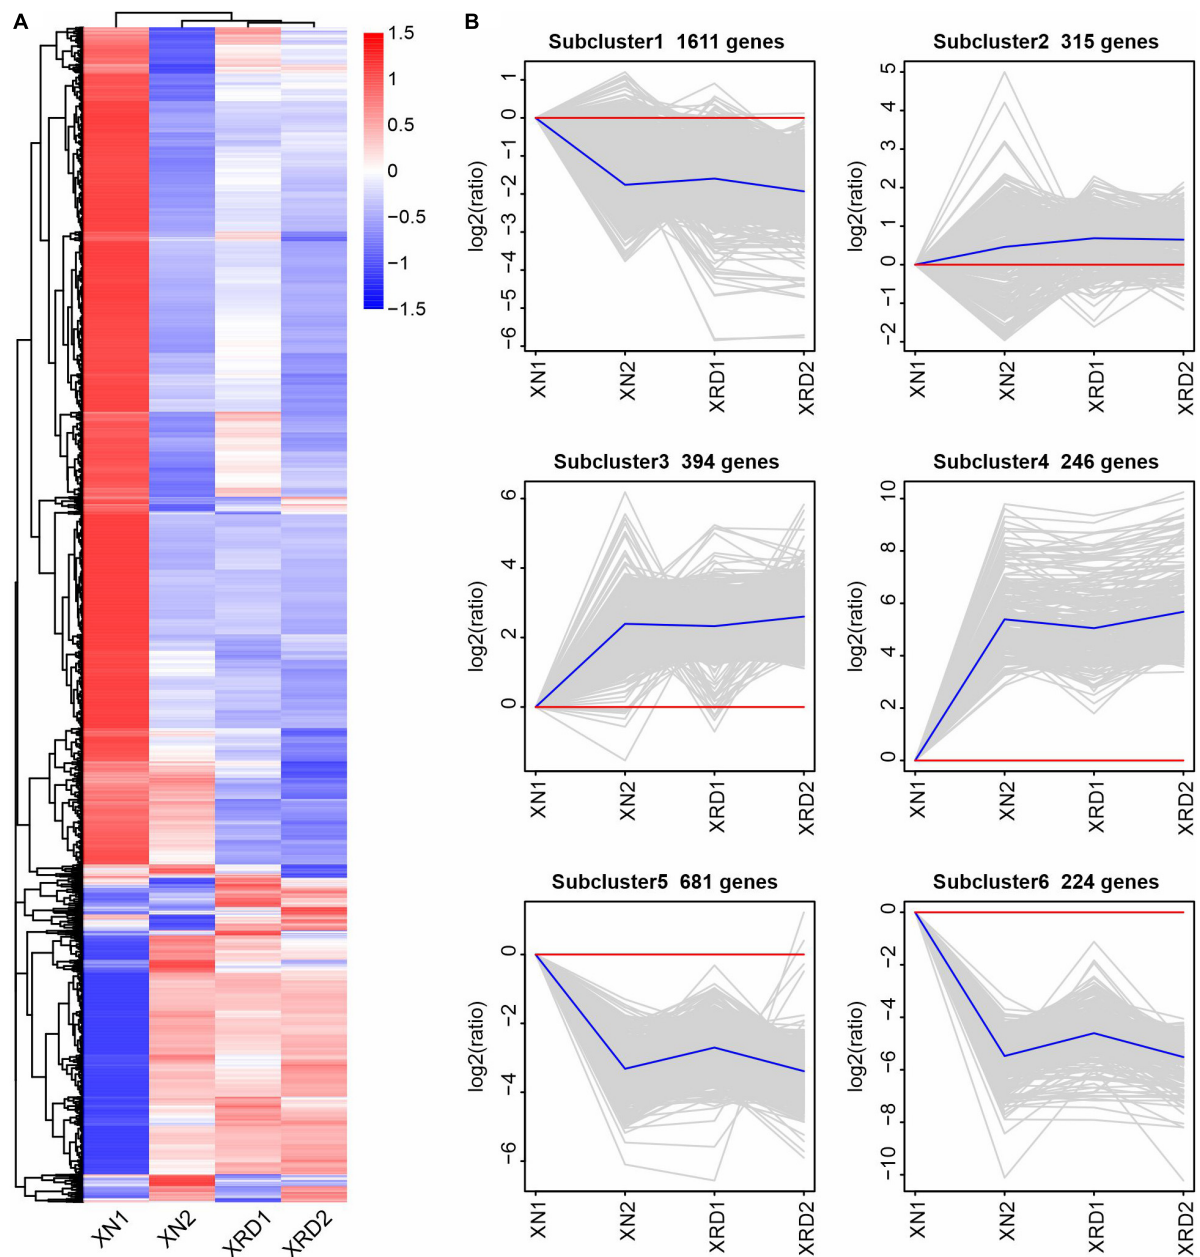 A
1.5
1
0.5
0
−0.5
−1
−1.5
XN1 XN2 XRD1 XRD2
B
Subcluster1 1611 genes
log2(ratio)
1
0
−1
−2
−3
−4
−5
−6
XN1 XN2 XRD1 XRD2
Subcluster2 315 genes
log2(ratio)
5
4
3
2
1
0
−1
−2
XN1 XN2 XRD1 XRD2
Subcluster3 394 genes
log2(ratio)
6
4
2
0
XN1 XN2 XRD1 XRD2
Subcluster4 246 genes
log2(ratio)
10
8
6
4
2
0
XN1 XN2 XRD1 XRD2
Subcluster5 681 genes
log2(ratio)
0
−2
−4
−6
XN1 XN2 XRD1 XRD2
Subcluster6 224 genes
log2(ratio)
0
−2
−4
−6
−8
−10
XN1 XN2 XRD1 XRD2